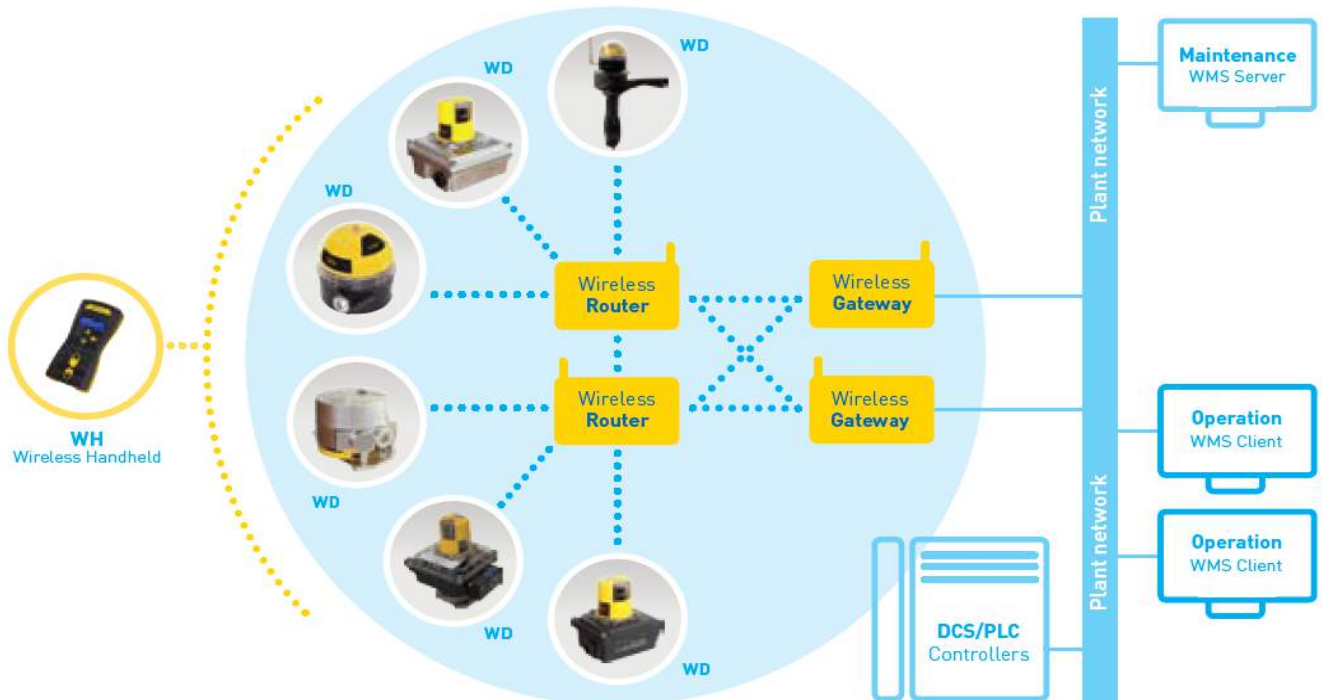 WD
WD
WD
WD
WD
WD
WH
Wireless Handheld
Wireless
Router
Wireless
Router
Wireless
Gateway
Wireless
Gateway
Plant network
Plant network
Maintenance
WMS Server
Operation
WMS Client
Operation
WMS Client
DCS/PLC
Controllers